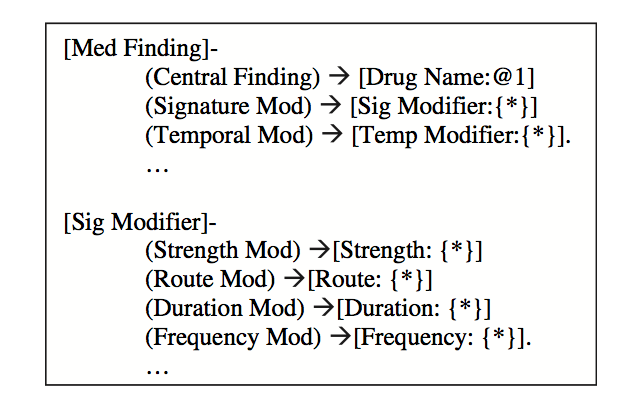 [Med Finding]-
(Central Finding) → [Drug Name:@1]
(Signature Mod) → [Sig Modifier:{*}]
(Temporal Mod) → [Temp Modifier:{*}].
…
[Sig Modifier]-
(Strength Mod) →[Strength: {*}]
(Route Mod) →[Route: {*}]
(Duration Mod) →[Duration: {*}]
(Frequency Mod) →[Frequency: {*}].
…